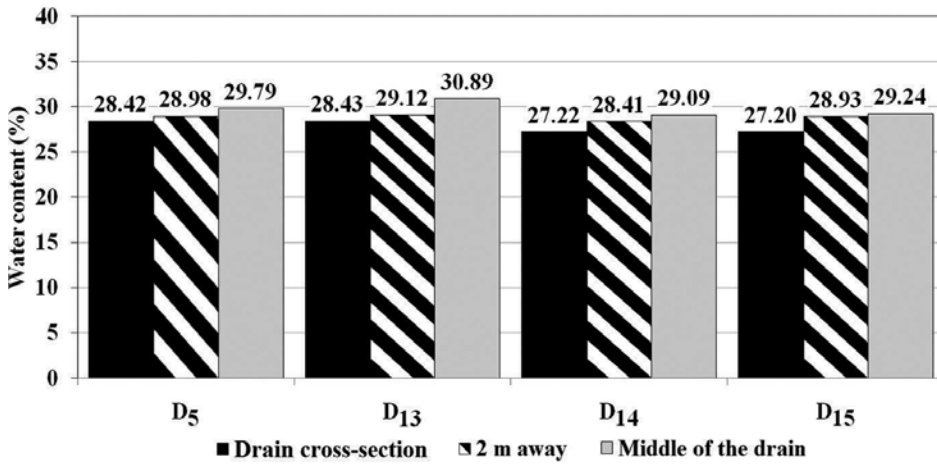 40
35
30
25
20
15
10
5
0
Water content (%)
28.42 28.98 29.79
28.43 29.12 30.89
27.22 28.41 29.09
27.20 28.93 29.24
D5 D13 D14 D15
Drain cross-section 2 m away Middle of the drain